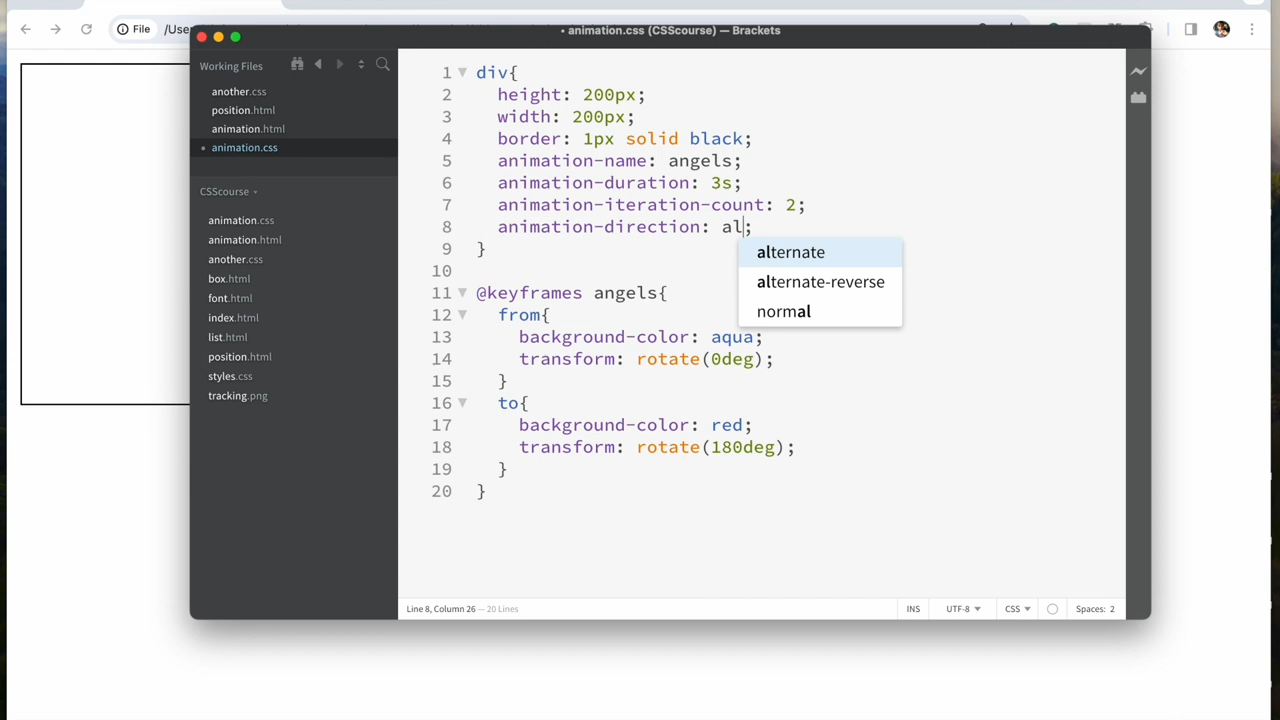 File /User
• animation.css (CSScourse) — Brackets
Working Files
another.css
position.html
animation.html
• animation.css
CSScourse
animation.css
animation.html
another.css
box.html
font.html
index.html
list.html
position.html
styles.css
tracking.png
1 div{
2 height: 200px;
3 width: 200px;
4 border: 1px solid black;
5 animation-name: angels;
6 animation-duration: 3s;
7 animation-iteration-count: 2;
8 animation-direction: al;
9 }
10
11 @keyframes angels{
12 from{
13 background-color: aqua;
14 transform: rotate(0deg);
15 }
16 to{
17 background-color: red;
18 transform: rotate(180deg);
19 }
20 }
alternate
alternate-reverse
normal
Line 8, Column 26 — 20 Lines
INS UTF-8 CSS Spaces: 2